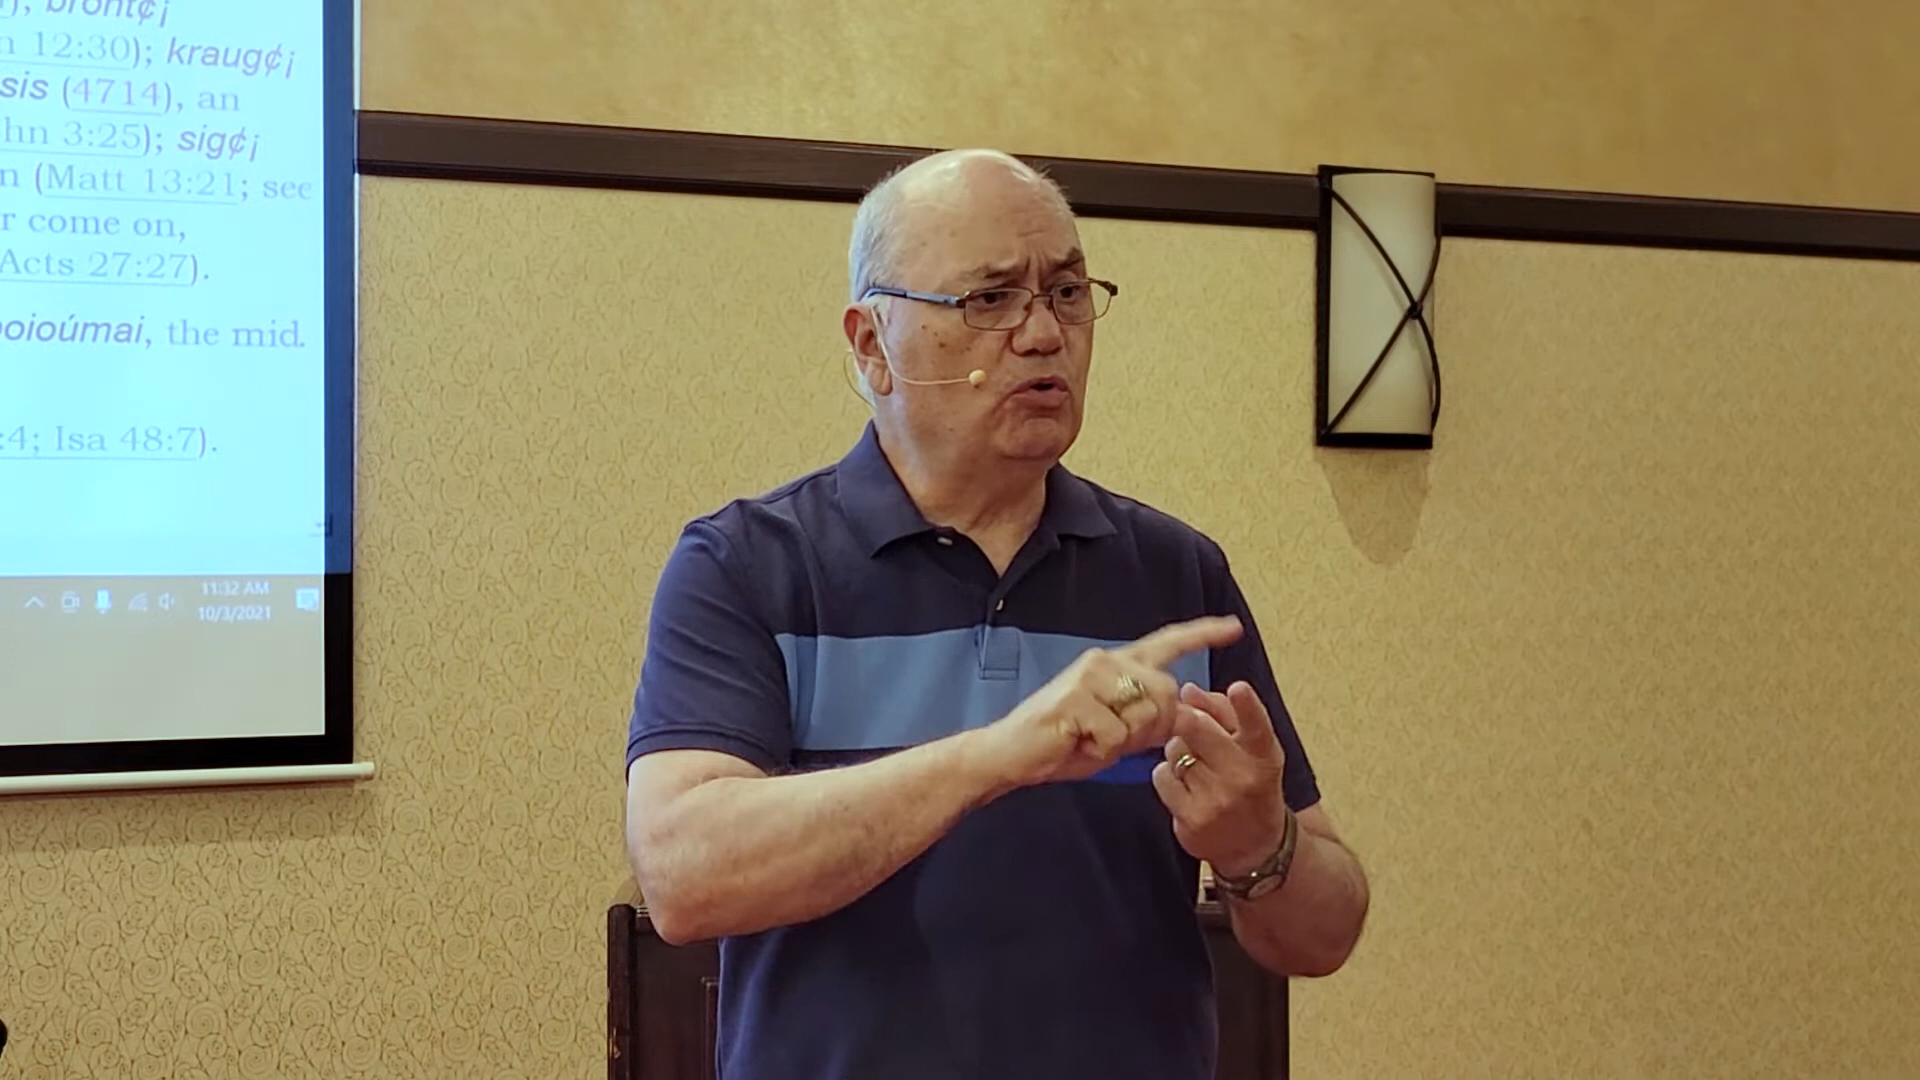 bront¢¡
12:30); kraug¢¡
sis (4714), an
hn 3:25); sig¢¡
n (Matt 13:21; see
r come on,
Acts 27:27).
poioúmai, the mid.
:4; Isa 48:7).
11:32 AM
10/3/2021